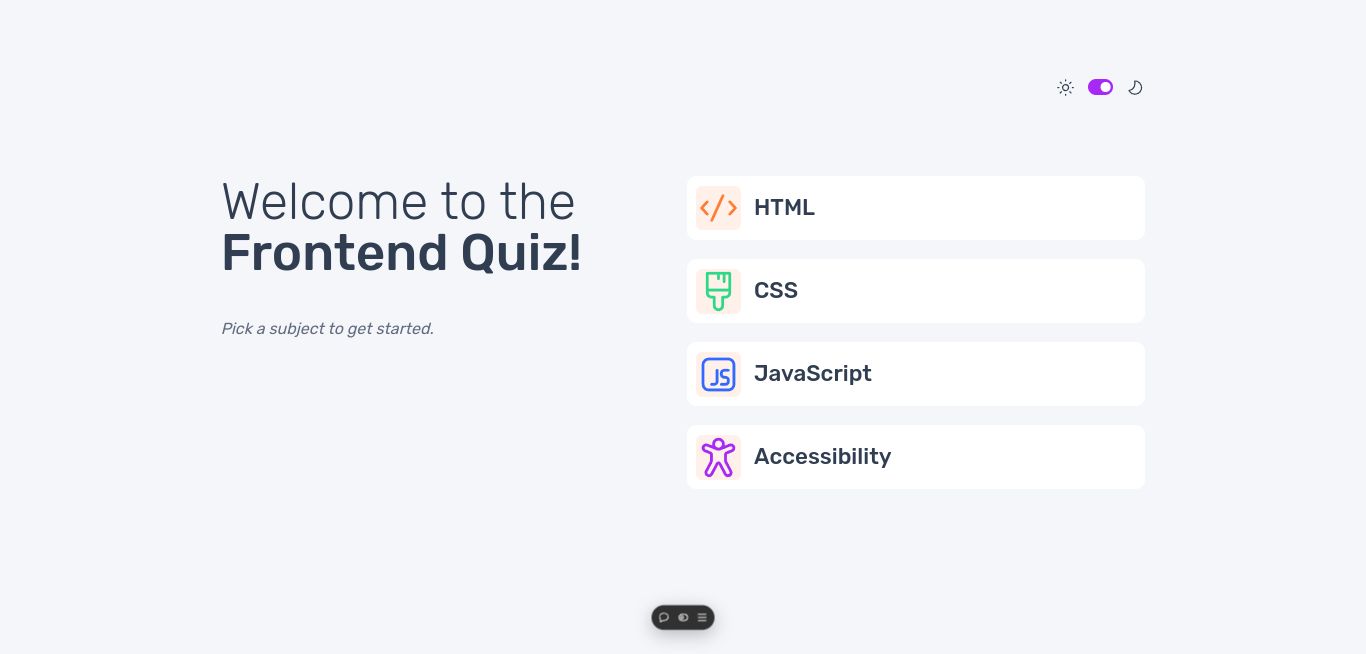 Welcome to the
Frontend Quiz!
Pick a subject to get started.
HTML
CSS
JS
JavaScript
Accessibility